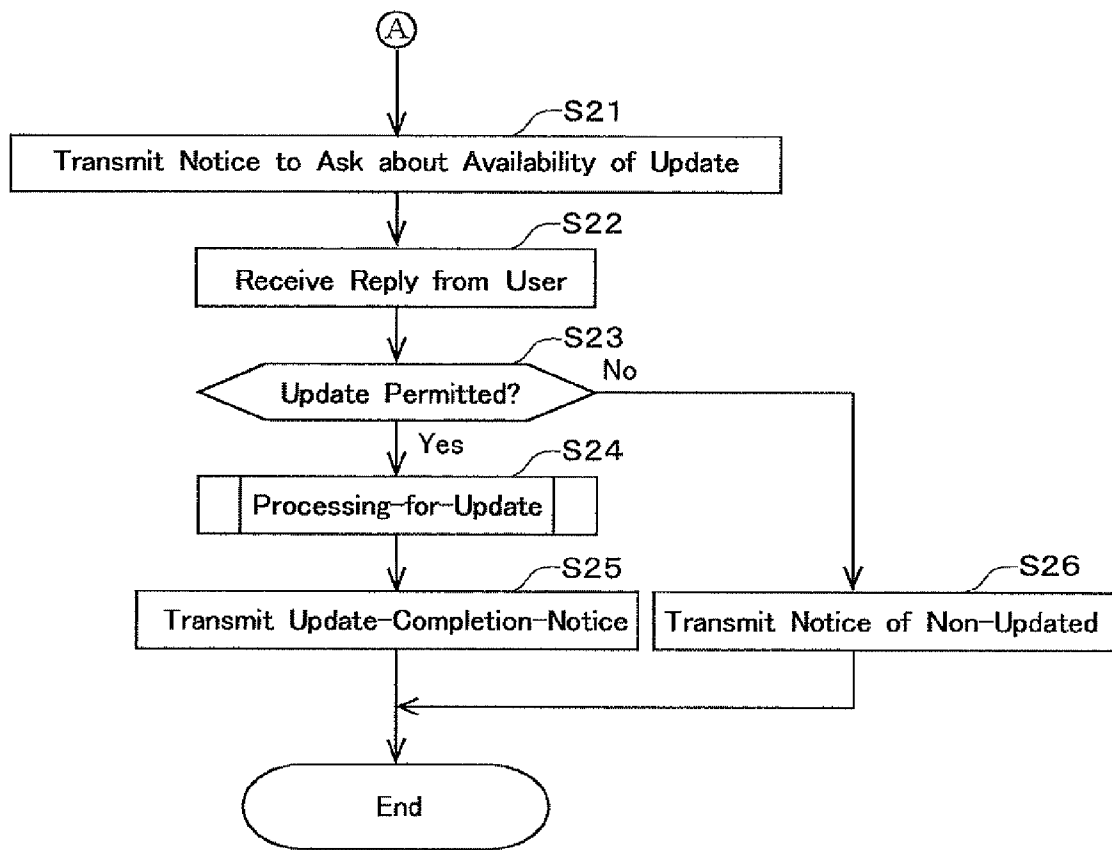 A
S21
Transmit Notice to Ask about Availability of Update
S22
Receive Reply from User
S23
Update Permitted?
No
Yes
S24
Processing-for-Update
S25
Transmit Update-Completion-Notice
S26
Transmit Notice of Non-Updated
End